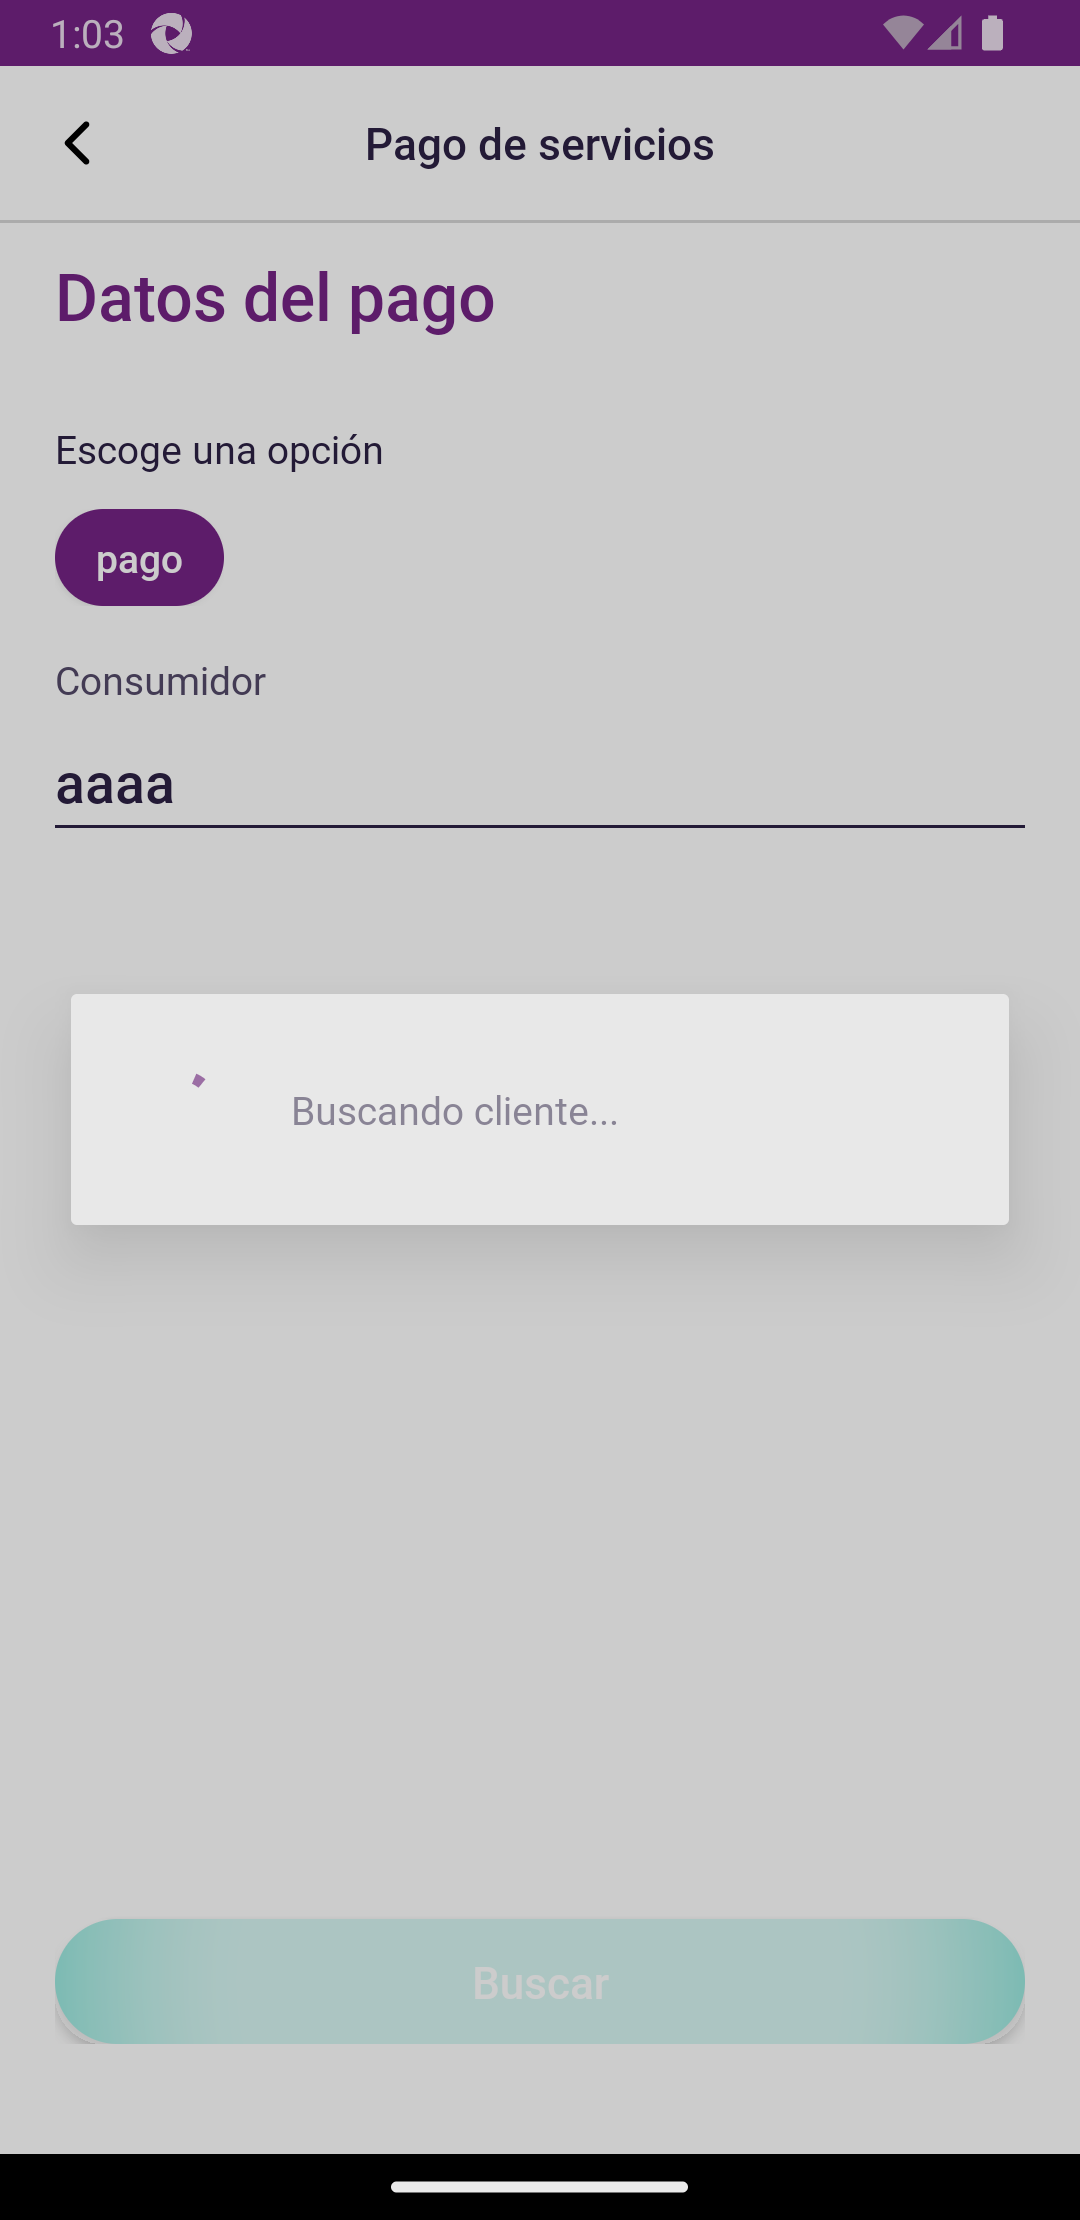 1:03
Pago de servicios
Datos del pago
Escoge una opción
pago
Consumidor
aaaa
Buscando cliente...
Buscar